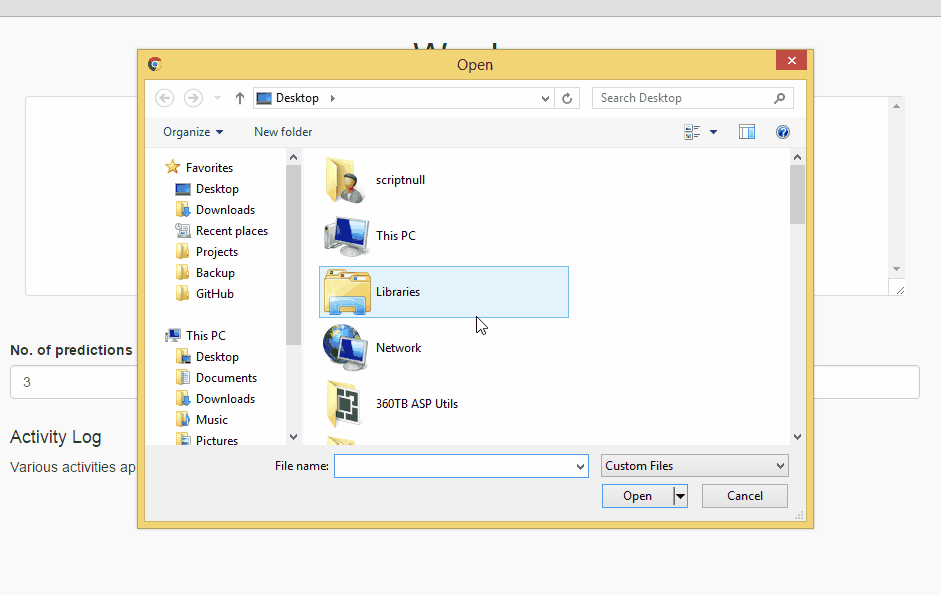 Open
Desktop
Search Desktop
Organize
New folder
Favorites
Desktop
Downloads
Recent places
Projects
Backup
GitHub
This PC
Desktop
Documents
Downloads
Music
Pictures
scriptnull
This PC
Libraries
Network
360TB ASP Utils
File name:
Custom Files
Open
Cancel
No. of predictions
3
Activity Log
Various activities ap